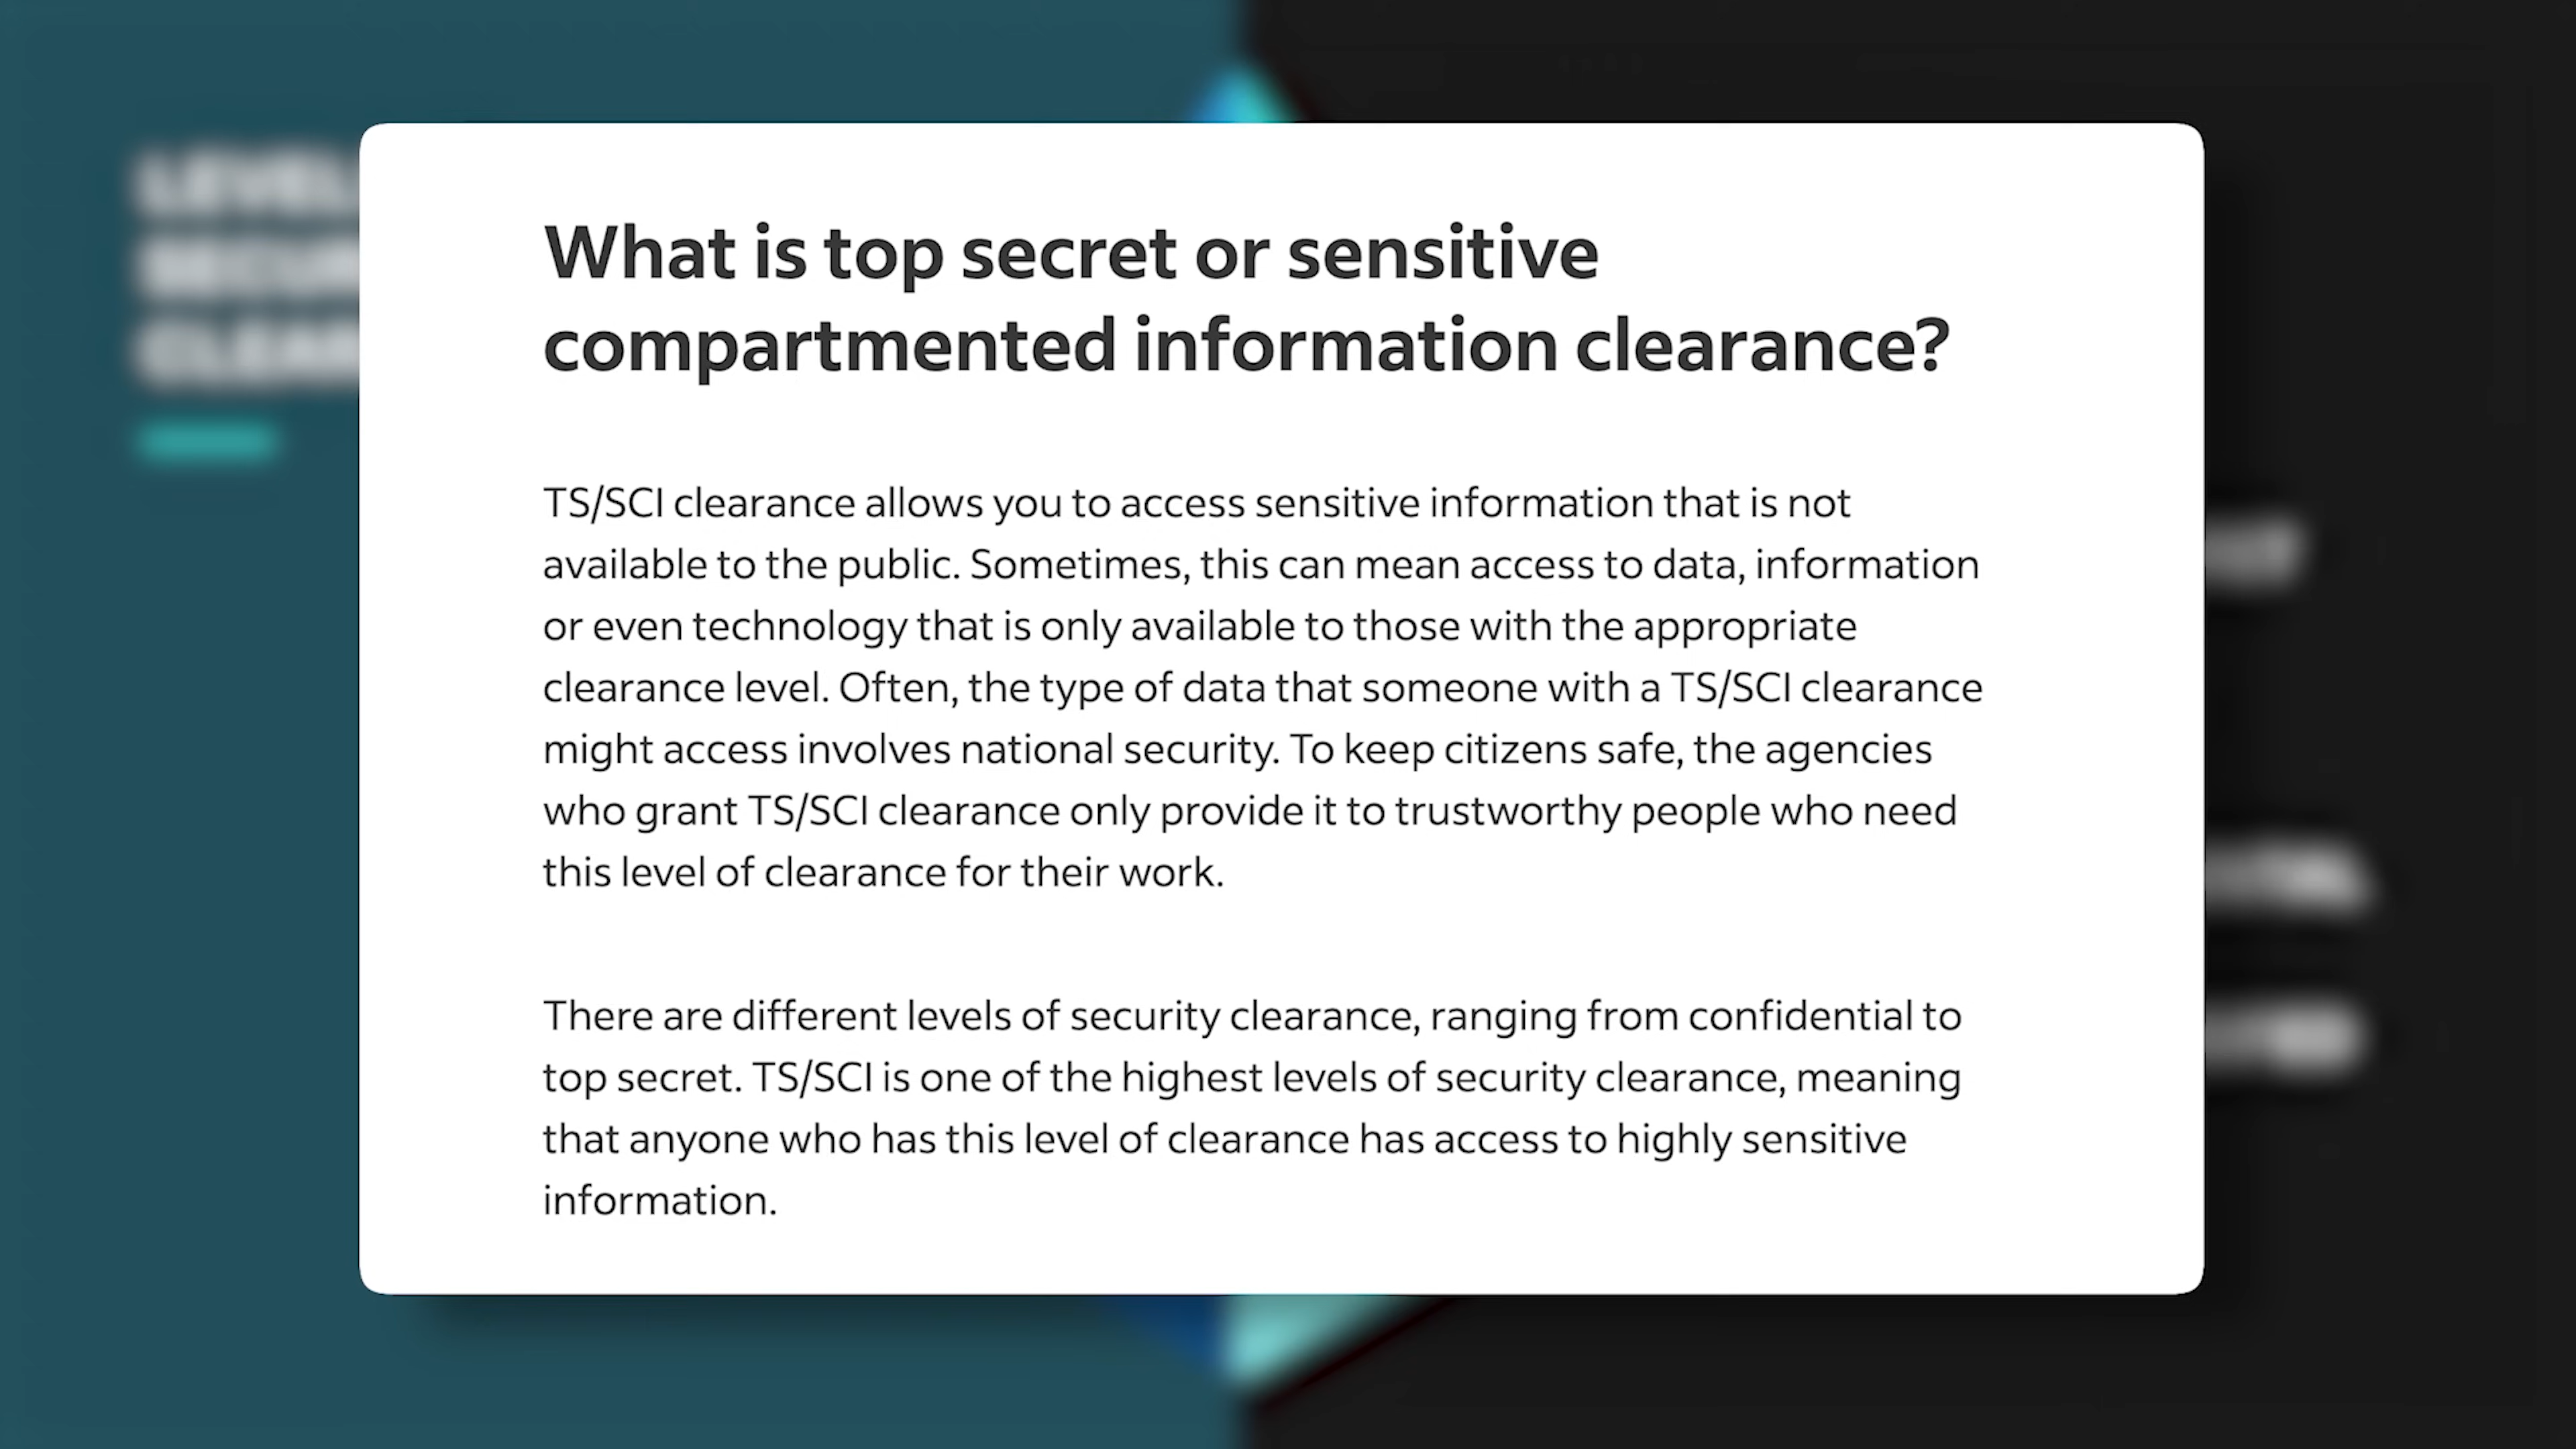 What is top secret or sensitive
compartmented information clearance?
TS/SCI clearance allows you to access sensitive information that is not
available to the public. Sometimes, this can mean access to data, information
or even technology that is only available to those with the appropriate
clearance level. Often, the type of data that someone with a TS/SCI clearance
might access involves national security. To keep citizens safe, the agencies
who grant TS/SCI clearance only provide it to trustworthy people who need
this level of clearance for their work.
There are different levels of security clearance, ranging from confidential to
top secret. TS/SCI is one of the highest levels of security clearance, meaning
that anyone who has this level of clearance has access to highly sensitive
information.